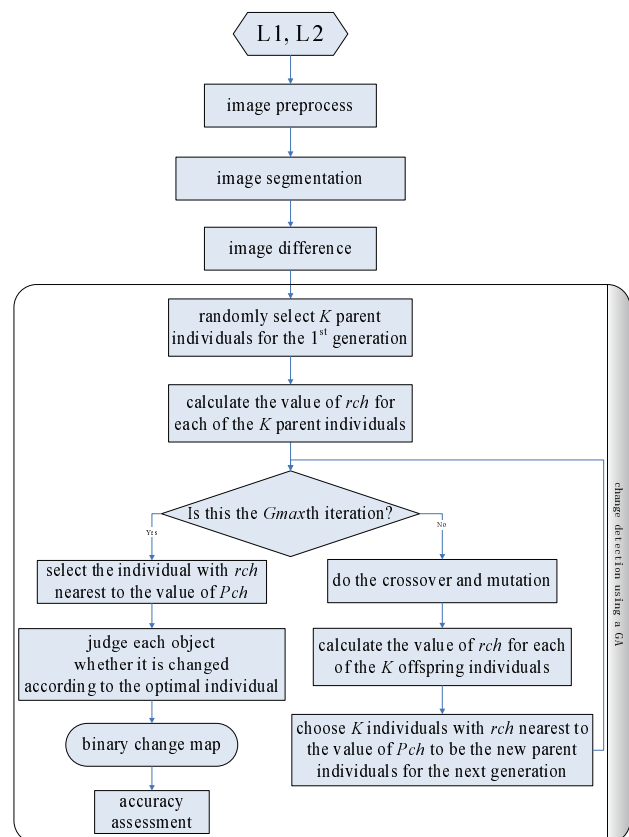 L1, L2
image preprocess
image segmentation
image difference
randomly select K parent
individuals for the 1st generation
calculate the value of rch for
each of the K parent individuals
Is this the Gmaxth iteration?
Yes
No
select the individual with rch
nearest to the value of Pch
judge each object
whether it is changed
according to the optimal individual
binary change map
accuracy
assessment
do the crossover and mutation
calculate the value of rch for each
of the K offspring individuals
choose K individuals with rch nearest to
the value of Pch to be the new parent
individuals for the next generation
change detection using a GA